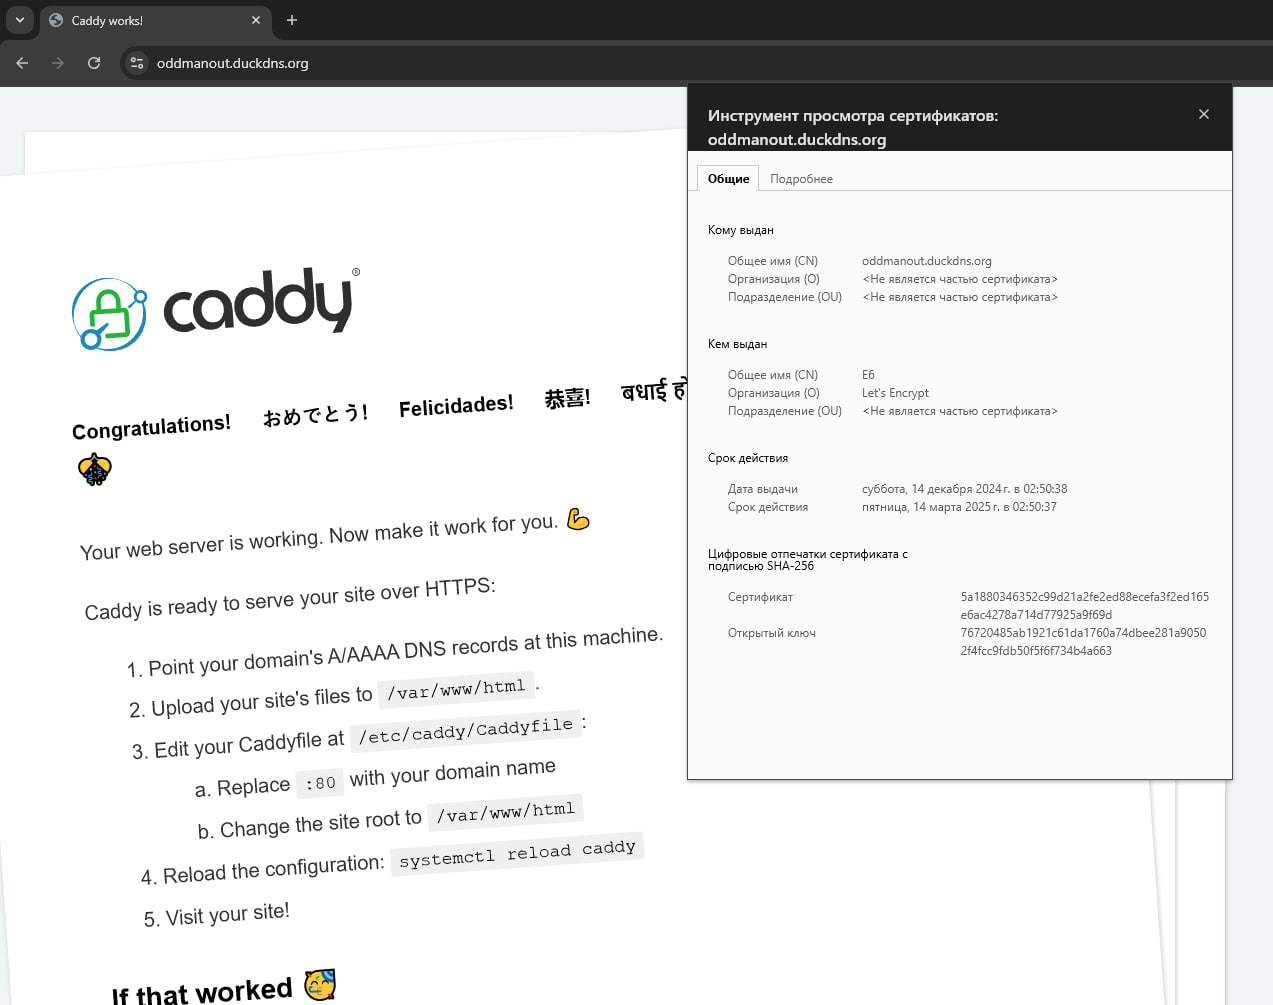 Caddy works!
oddmanout.duckdns.org
Инструмент просмотра сертификатов:
oddmanout.duckdns.org
Общие
Подробнее
Кому выдан
Общее имя (CN) oddmanout.duckdns.org
Организация (O) <Не является частью сертификата>
Подразделение (OU) <Не является частью сертификата>
Кем выдан
Общее имя (CN) E6
Организация (O) Let's Encrypt
Подразделение (OU) <Не является частью сертификата>
Срок действия
Дата выдачи суббота, 14 декабря 2024 г. в 02:50:38
Срок действия пятница, 14 марта 2025 г. в 02:50:37
Цифровые отпечатки сертификата с
подписью SHA-256
Сертификат 5a1880346352c99d21a2fe2ed88ecefa3f2ed165
e6ac4278a714d77925a9f69d
Открытый ключ 76720485ab1921c61da1760a74dbee281a9050
2f4fcc9fdb50f5f6f734b4a663
caddy®
Congratulations! おめでとう! Felicidades! 恭喜! बधाई हो
Your web server is working. Now make it work for you. 💪
Caddy is ready to serve your site over HTTPS:
1. Point your domain's A/AAAA DNS records at this machine.
2. Upload your site's files to /var/www/html.
3. Edit your Caddyfile at /etc/caddy/Caddyfile:
a. Replace :80 with your domain name
b. Change the site root to /var/www/html
4. Reload the configuration: systemctl reload caddy
5. Visit your site!
If that worked 🥳